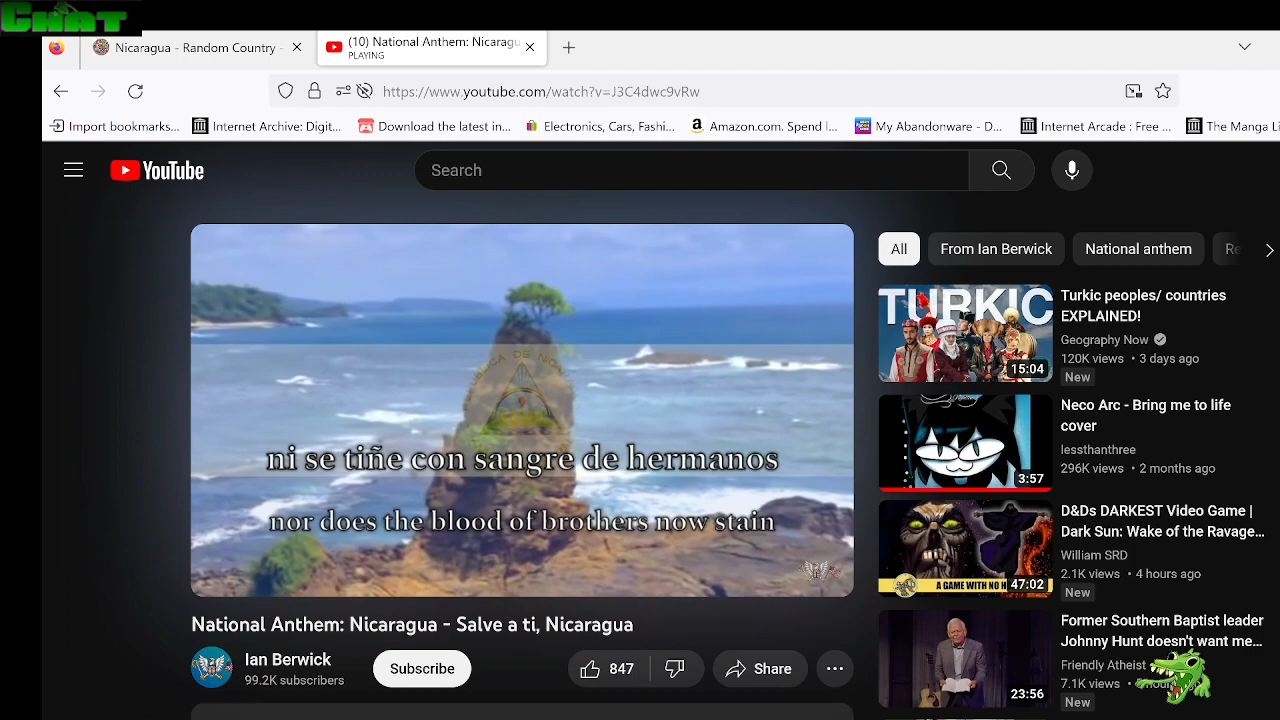 CHAT
Nicaragua - Random Country -
(10) National Anthem: Nicaragu
PLAYING
https://www.youtube.com/watch?v=J3C4dwc9vRw
Import bookmarks...
Internet Archive: Digit...
Download the latest in...
Electronics, Cars, Fashi...
Amazon.com. Spend l...
My Abandonware - D...
Internet Arcade : Free ...
The Manga Li
YouTube
Search
ni se tiñe con sangre de hermanos
nor does the blood of brothers now stain
National Anthem: Nicaragua - Salve a ti, Nicaragua
Ian Berwick
99.2K subscribers
Subscribe
847
Share
All
From Ian Berwick
National anthem
Re
TURKIC
15:04
Turkic peoples/ countries
EXPLAINED!
Geography Now
120K views • 3 days ago
New
3:57
Neco Arc - Bring me to life
cover
lessthanthree
296K views • 2 months ago
A GAME WITH NO H
47:02
D&Ds DARKEST Video Game |
Dark Sun: Wake of the Ravage...
William SRD
2.1K views • 4 hours ago
New
23:56
Former Southern Baptist leader
Johnny Hunt doesn't want me...
Friendly Atheist
7.1K views •
New